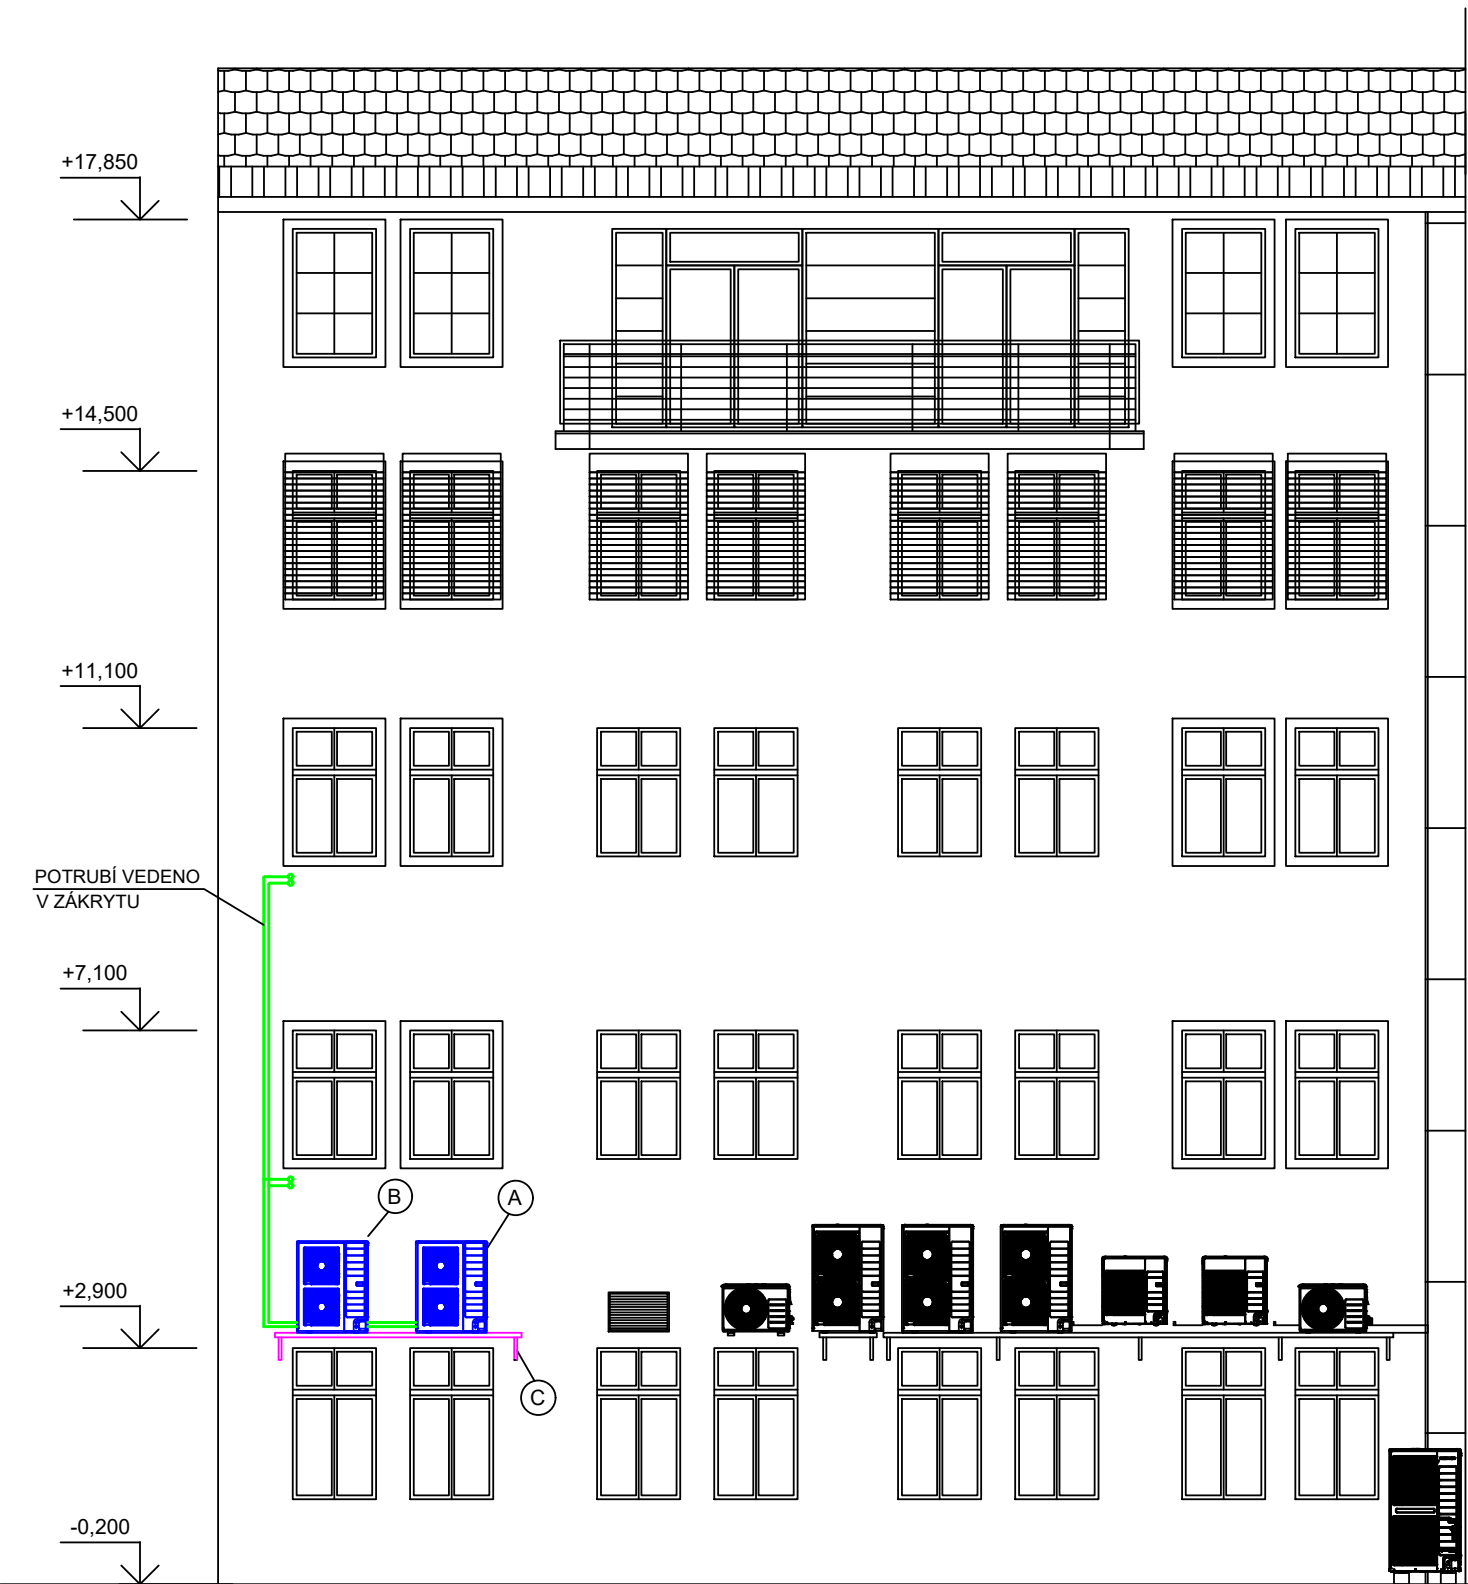 +17,850
+14,500
+11,100
POTRUBÍ VEDENO
V ZÁKRYTU
+7,100
B
A
+2,900
C
-0,200